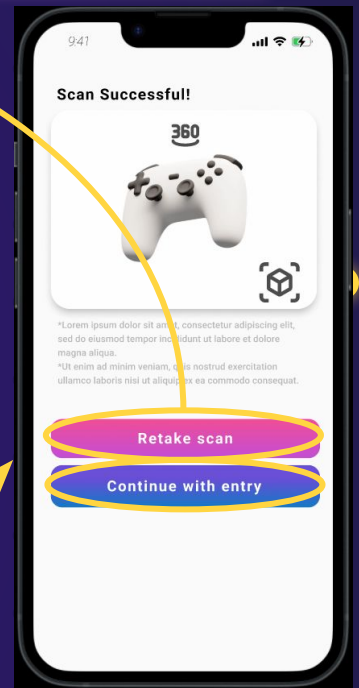 9:41
Scan Successful!
360
*Lorem ipsum dolor sit amet, consectetur adipiscing elit,
sed do eiusmod tempor incididunt ut labore et dolore
magna aliqua.
*Ut enim ad minim veniam, quis nostrud exercitation
ullamco laboris nisi ut aliquip ex ea commodo consequat.
Retake scan
Continue with entry